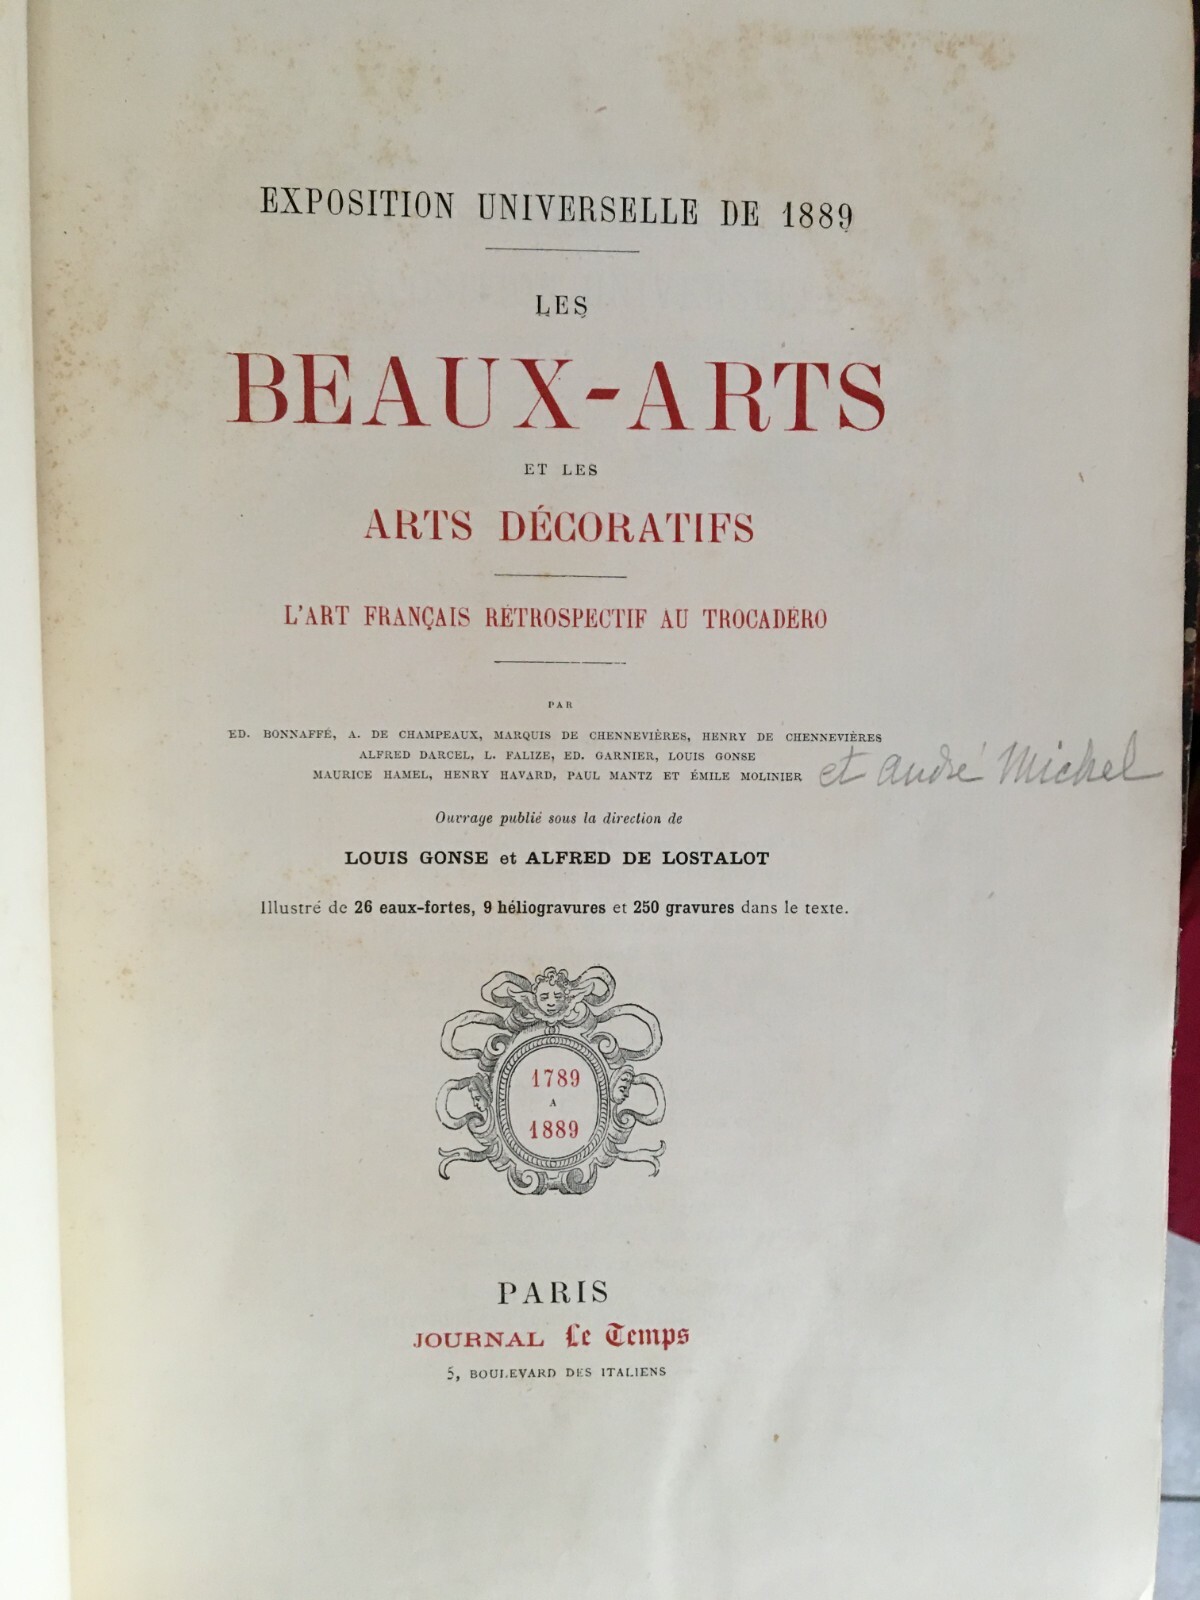 EXPOSITION UNIVERSELLE DE 1889
LES
BEAUX-ARTS
ET LES
ARTS DÉCORATIFS
L'ART FRANÇAIS RÉTROSPECTIF AU TROCADÉRO
PAR
ED. BONNAFFÉ, A. DE CHAMPEAUX, MARQUIS DE CHENNEVIÈRES, HENRY DE CHENNEVIÈRES
ALFRED DARCEL, L. FALIZE, ED. GARNIER, LOUIS GONSE
MAURICE HAMEL, HENRY HAVARD, PAUL MANTZ ET ÉMILE MOLINIER et andré Michel
Ouvrage publié sous la direction de
LOUIS GONSE et ALFRED DE LOSTALOT
Illustré de 26 eaux-fortes, 9 héliogravures et 250 gravures dans le texte.
1789
A
1889
PARIS
JOURNAL Le Temps
5, BOULEVARD DES ITALIENS